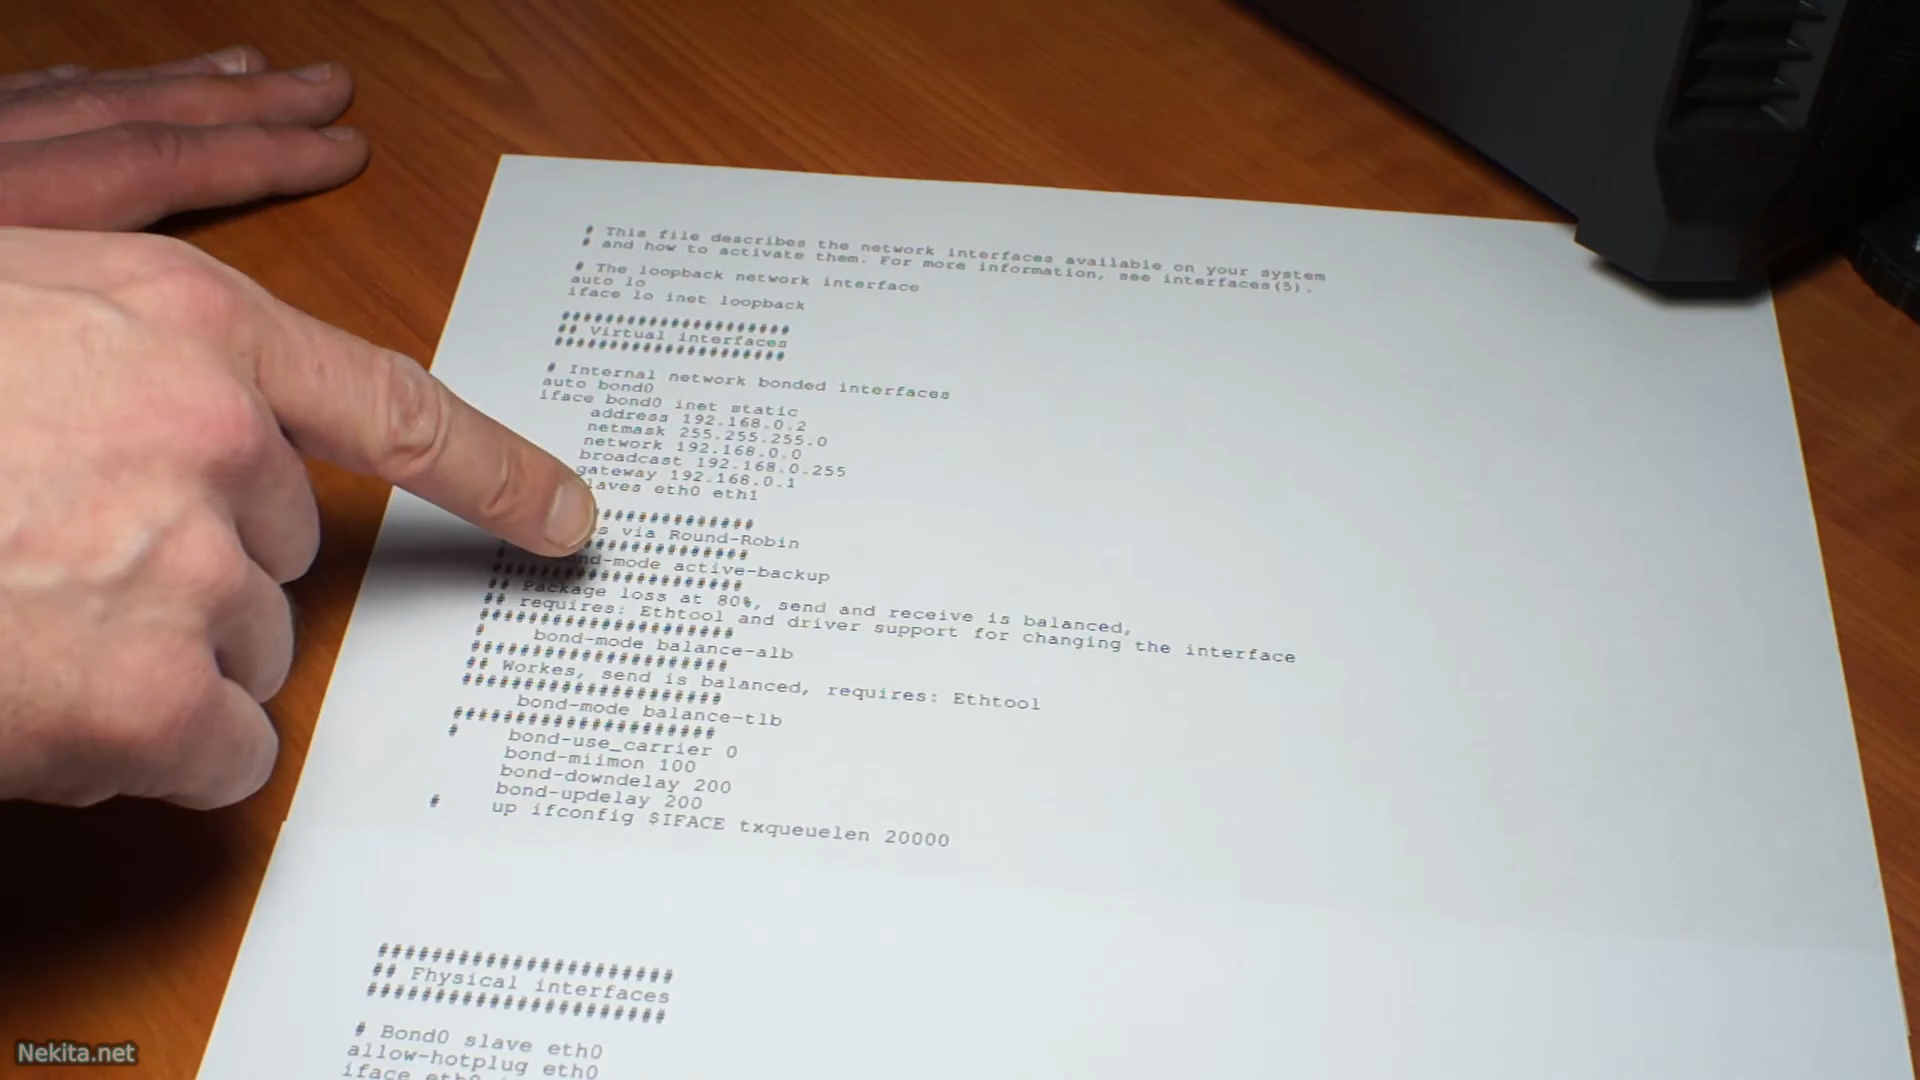 # This file describes the network interfaces available on your system
# and how to activate them. For more information, see interfaces(5).
# The loopback network interface
auto lo
iface lo inet loopback
####################
## Virtual interfaces
####################
# Internal network bonded interfaces
auto bond0
iface bond0 inet static
address 192.168.0.2
netmask 255.255.255.0
network 192.168.0.0
broadcast 192.168.0.255
gateway 192.168.0.1
slaves eth0 eth1
via Round-Robin
# bond-mode active-backup
####################
## Package loss at 80%, send and receive is balanced,
## requires: Ethtool and driver support for changing the interface
####################
# bond-mode balance-alb
####################
## Workes, send is balanced, requires: Ethtool
####################
bond-mode balance-tlb
####################
# bond-use_carrier 0
bond-miimon 100
bond-downdelay 200
bond-updelay 200
# up ifconfig $IFACE txqueuelen 20000
######################
## Fhysical interfaces
######################
# Bond0 slave eth0
allow-hotplug eth0
iface eth0
Nekita.net